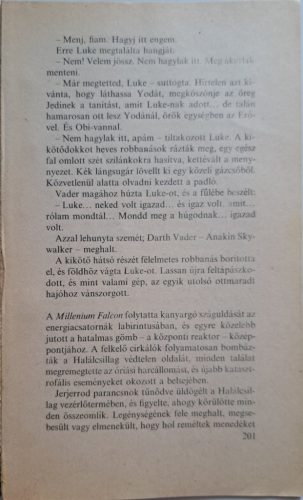 – Menj, fiam. Hagyj itt engem.
Erre Luke megtalálta hangját.
– Nem! Velem jössz. Nem hagylak itt. Meg akarlak
menteni.
– Már megtetted, Luke – suttogta. Hirtelen azt kí-
vánta, hogy láthassa Yodát, megköszönje az öreg
Jedinek a tanítást, amit Luke-nak adott... de talán
hamarosan ott lesz Yodánál, örök egységben az Erő-
vel. És Obi-vannal.
– Nem hagylak itt, apám – tiltakozott Luke. A ki-
kötődokkot heves robbanások rázták meg, egy egész
fal omlott szét szilánkokra hasítva, kettévált a meny-
nyezet. Kék lángsugár lövellt ki egy közeli gázcsőből.
Közvetlenül alatta olvadni kezdett a padló.
Vader magához húzta Luke-ot, és a fülébe beszélt:
– Luke... neked volt igazad... és igaz volt, amit...
rólam mondtál... Mondd meg a húgodnak... igazad
volt.
Azzal lehunyta szemét; Darth Vader – Anakin Sky-
walker – meghalt.
A kikötő hátsó részét félelmetes robbanás borította
el, és földhöz vágta Luke-ot. Lassan újra feltápászko-
dott, és mint valami gép, az egyik utolsó ottmaradt
hajóhoz vánszorgott.
A Millenium Falcon folytatta kanyargó száguldását az
energiacsatornák labirintusában, és egyre közelebb
jutott a hatalmas gömb – a központi reaktor – közép-
pontjához. A felkelő cirkálók folyamatosan bombáz-
ták a Halálcsillag védtelen oldalát, minden találat
megremegtette az óriási harcállomást, és újabb kataszt-
rofális eseményeket okozott a belsejében.
Jerjerrod parancsnok tűnődve üldögélt a Halálcsil-
lag vezérlőtermében, és figyelte, ahogy körülötte min-
den összeomlik. Legénységének fele meghalt, megse-
besült vagy elmenekült, hogy hol reméltek menedéket
201